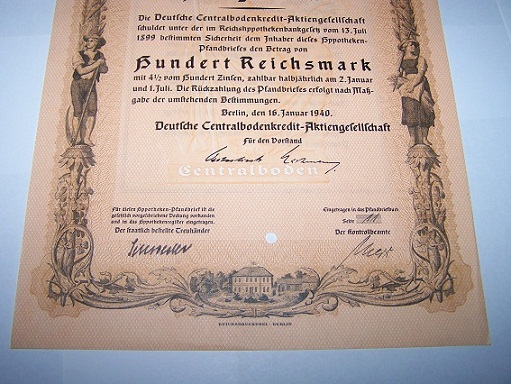 Die Deutsche Centralbodenkredit-Aktiengesellschaft
schuldet unter der im Reichshypothekenbankgesetz vom 13. Juli
1899 bestimmten Sicherheit dem Inhaber dieses Hypotheken-
Pfandbriefes den Betrag von
Hundert Reichsmark
mit 4½ vom Hundert Zinsen, zahlbar halbjährlich am 2. Januar
und 1. Juli. Die Rückzahlung des Pfandbriefes erfolgt nach Maß-
gabe der umstehenden Bestimmungen.
Berlin, den 16. Januar 1940.
Deutsche Centralbodenkredit-Aktiengesellschaft
Für den Vorstand
Centralboden
Für diesen Hypotheken-Pfandbrief ist die
gesetzlich vorgeschriebene Deckung vorhanden
und in das Hypothekenregister eingetragen.
Der staatlich bestellte Treuhänder
Eingetragen in das Pfandbriefbuch
Seite 11
Der Kontrollbeamte
REICHSDRUCKEREI · BERLIN